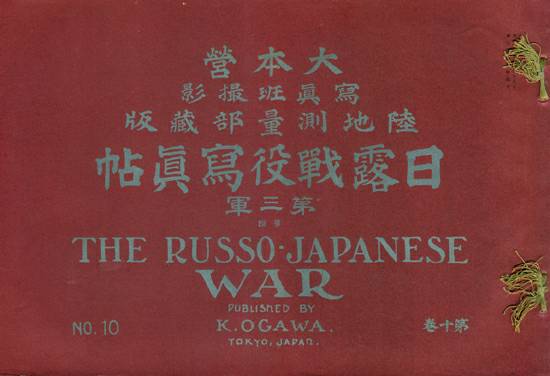 大本營
寫眞班撮影
陸地測量部藏版
日露戰役寫眞帖
第三軍
THE RUSSO-JAPANESE
WAR
PUBLISHED BY
K. OGAWA.
TOKYO, JAPAN.
NO. 10
第十卷